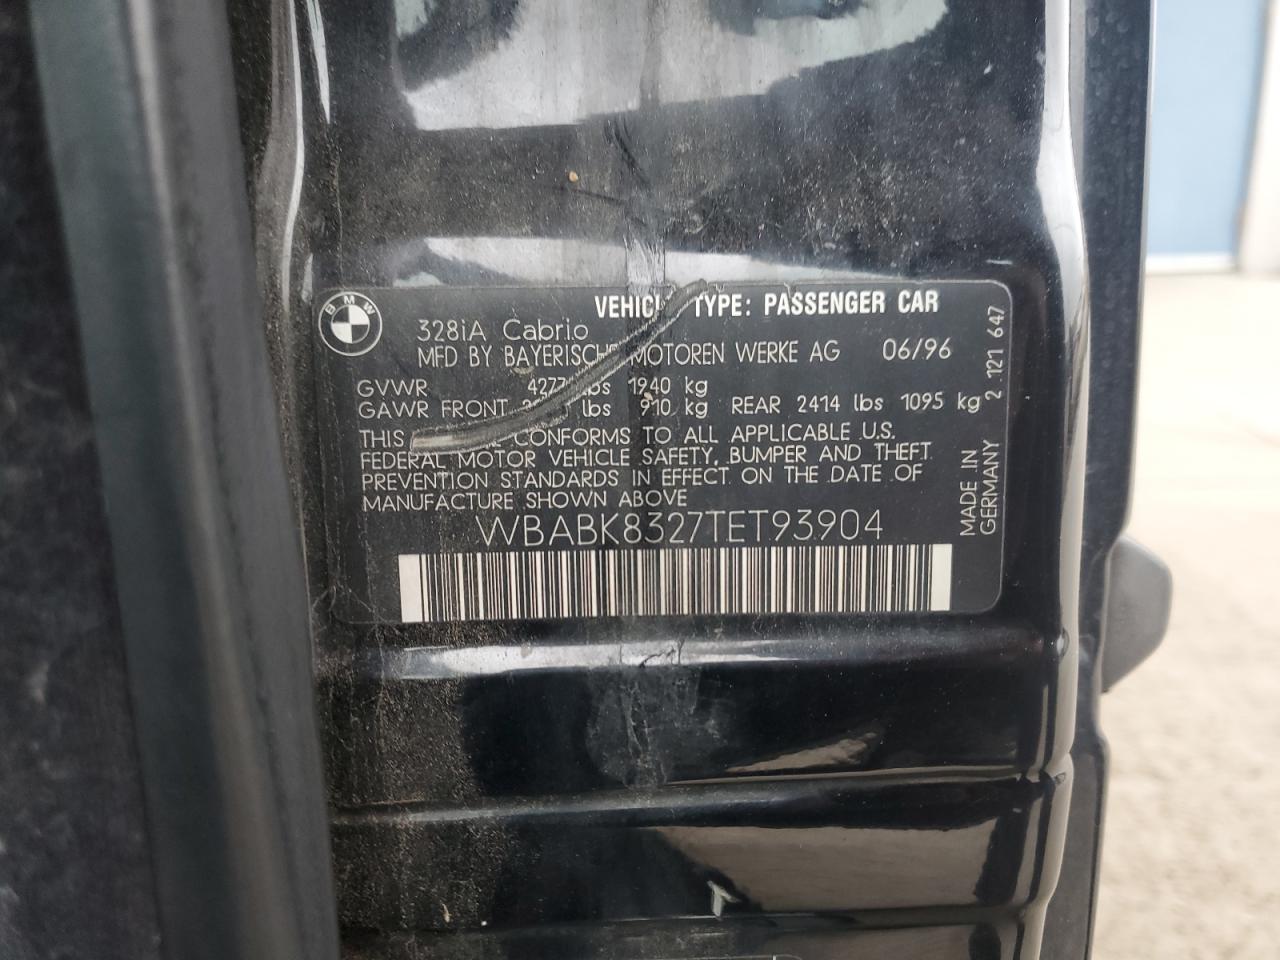 BMW
VEHICLE TYPE: PASSENGER CAR
328iA Cabrio
MFD BY BAYERISCHE MOTOREN WERKE AG 06/96
GVWR lbs 1940 kg
GAWR FRONT lbs 910 kg REAR 2414 lbs 1095 kg
THIS CONFORMS TO ALL APPLICABLE U.S.
FEDERAL MOTOR VEHICLE SAFETY, BUMPER AND THEFT
PREVENTION STANDARDS IN EFFECT ON THE DATE OF
MANUFACTURE SHOWN ABOVE
WBABK8327TET93904
MADE IN
GERMANY
2 121 647